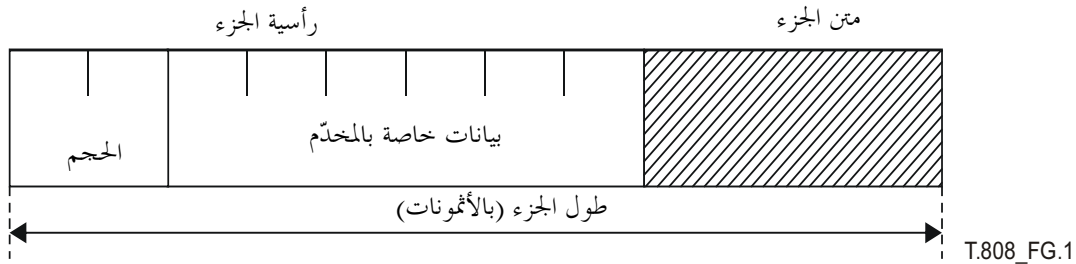 متن الجزء
رأسية الجزء
بيانات خاصة بالمخدّم
الحجم
طول الجزء (بالأثمونات)
T.808_FG.1